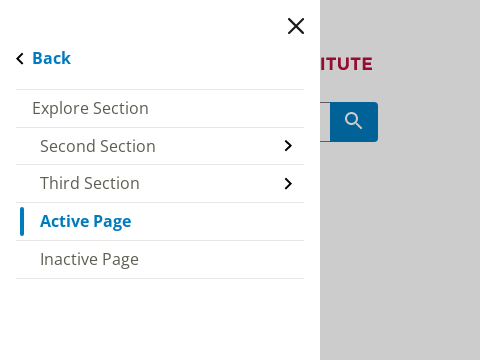 Back
ITUTE
Explore Section
Second Section
Third Section
Active Page
Inactive Page